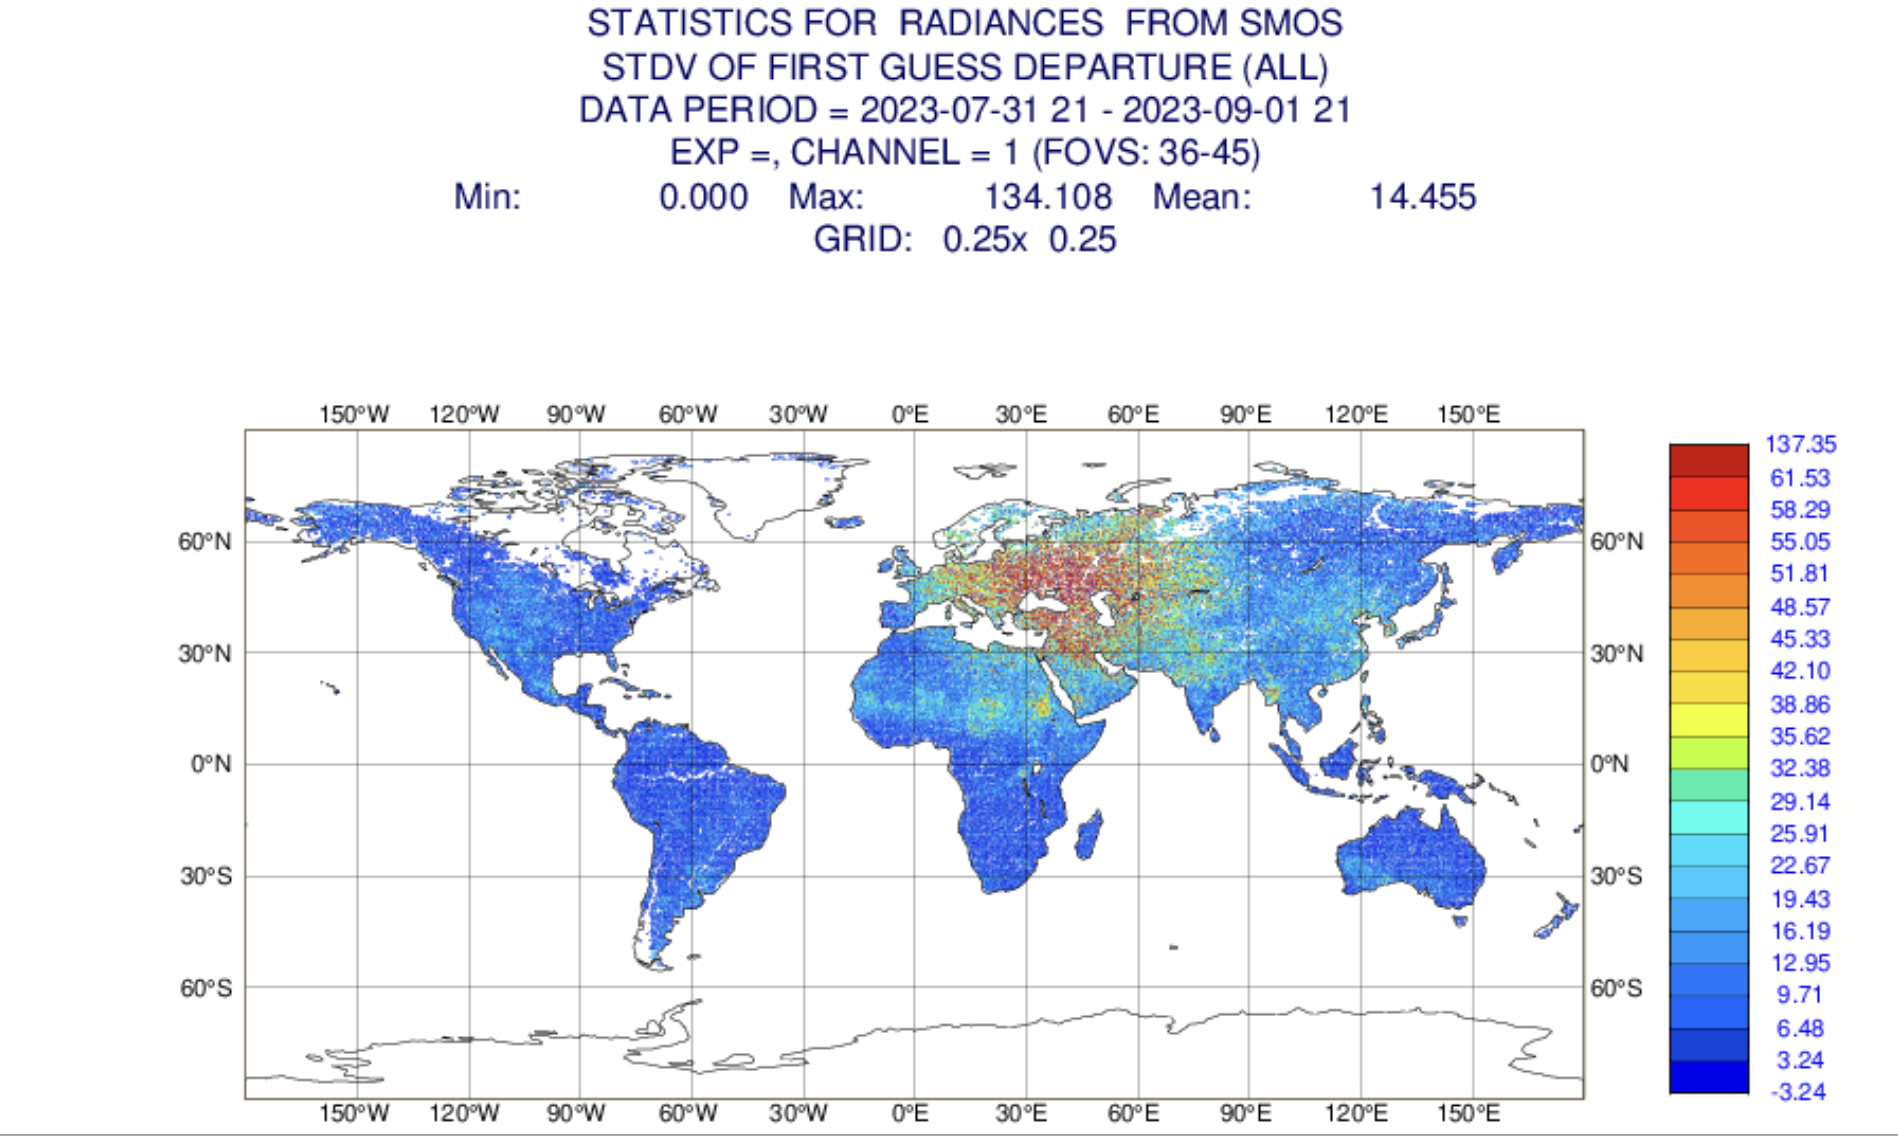 STATISTICS FOR RADIANCES FROM SMOS
STDV OF FIRST GUESS DEPARTURE (ALL)
DATA PERIOD = 2023-07-31 21 - 2023-09-01 21
EXP =, CHANNEL = 1 (FOVS: 36-45)
Min: 0.000 Max: 134.108 Mean: 14.455
GRID: 0.25x 0.25
150°W 120°W 90°W 60°W 30°W 0°E 30°E 60°E 90°E 120°E 150°E
60°N 60°N
30°N 30°N
0°N 0°N
30°S 30°S
60°S 60°S
150°W 120°W 90°W 60°W 30°W 0°E 30°E 60°E 90°E 120°E 150°E
137.35
61.53
58.29
55.05
51.81
48.57
45.33
42.10
38.86
35.62
32.38
29.14
25.91
22.67
19.43
16.19
12.95
9.71
6.48
3.24
-3.24